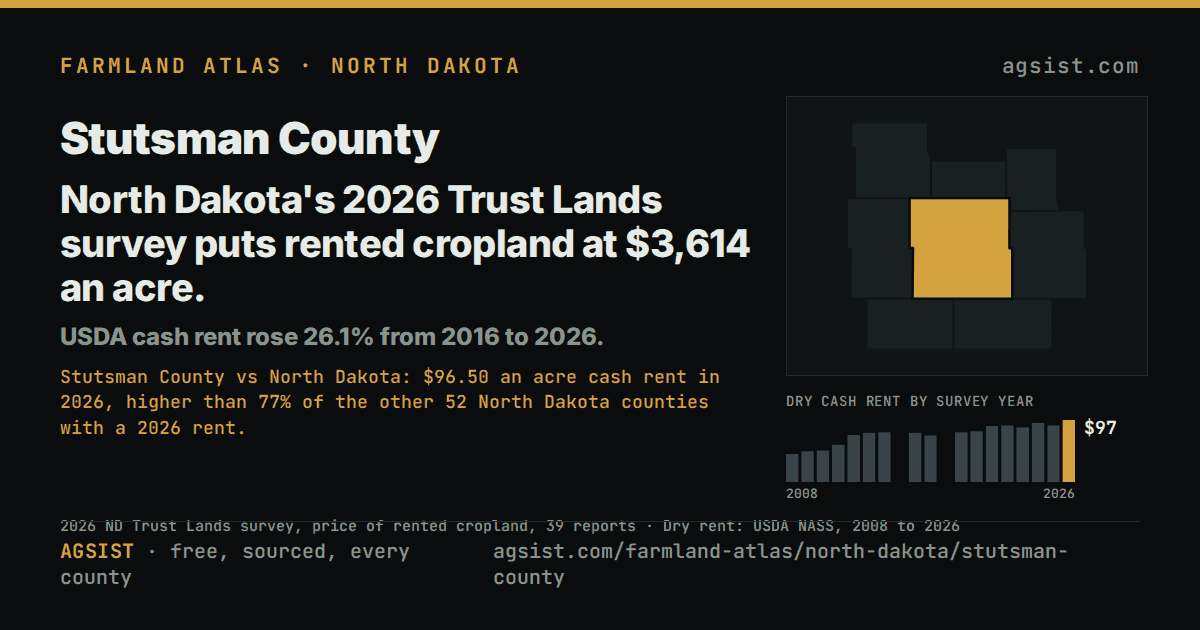 FARMLAND ATLAS · NORTH DAKOTA
agsist.com
Stutsman County
North Dakota's 2026 Trust Lands
survey puts rented cropland at $3,614
an acre.
USDA cash rent rose 26.1% from 2016 to 2026.
Stutsman County vs North Dakota: $96.50 an acre cash rent in
2026, higher than 77% of the other 52 North Dakota counties
with a 2026 rent.
DRY CASH RENT BY SURVEY YEAR
$97
2008
2026
2026 ND Trust Lands survey, price of rented cropland, 39 reports · Dry rent: USDA NASS, 2008 to 2026
AGSIST · free, sourced, every
county
agsist.com/farmland-atlas/north-dakota/stutsman-
county